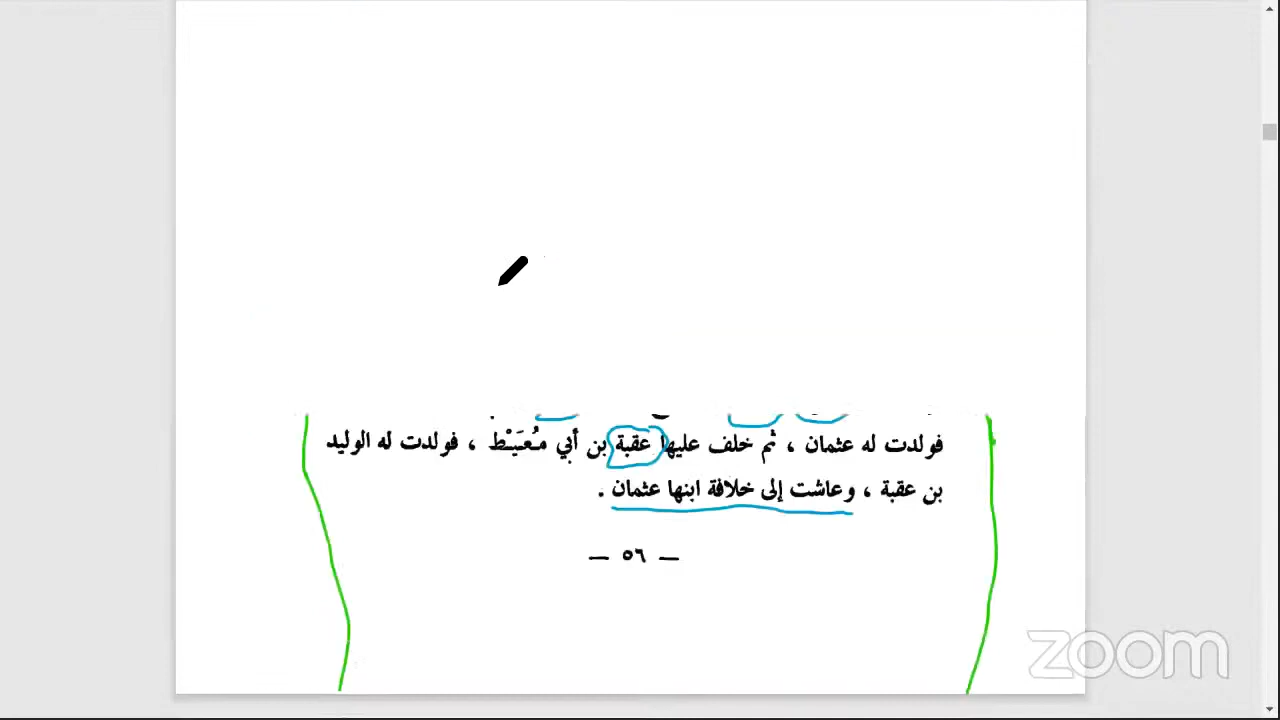 فولدت له عثمان ، ثم خلف عليها عقبة بن أبي مُعَيْط ، فولدت له الوليد
بن عقبة ، وعاشت إلى خلافة ابنها عثمان .
— ٥٦ —
zoom